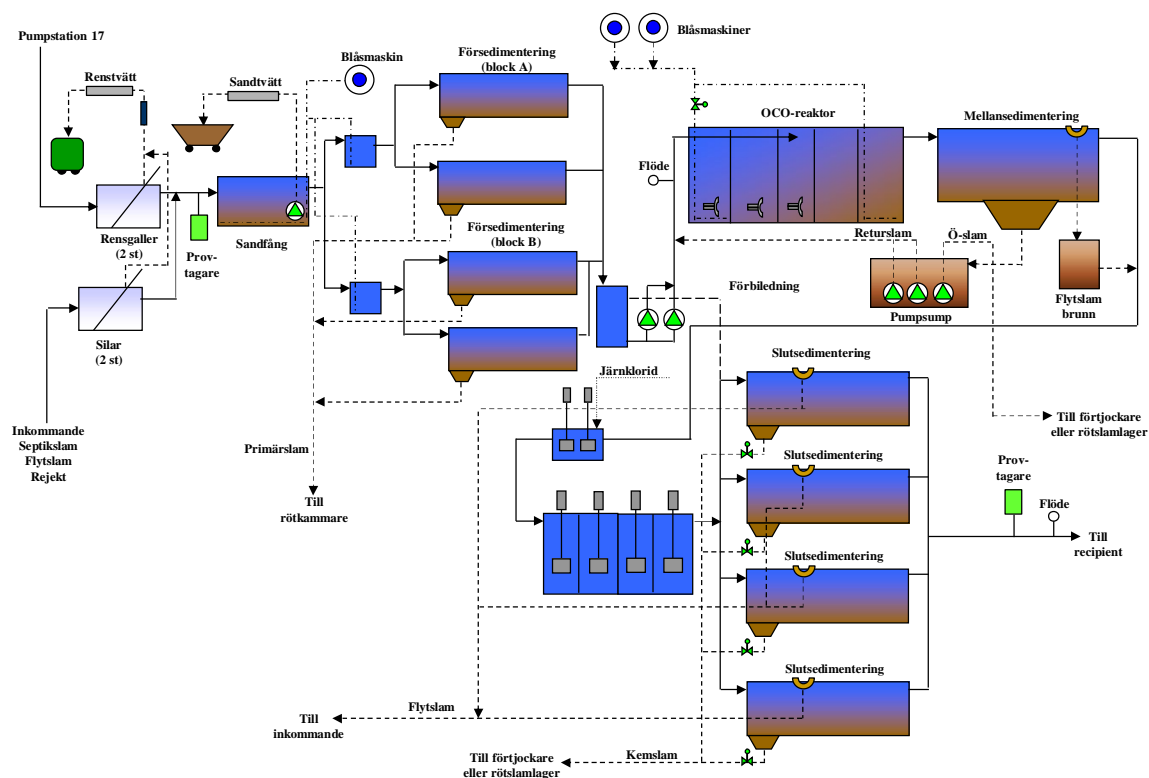 Pumpstation 17
Renstvätt
Sandtvätt
Blåsmaskin
Försedimentering
(block A)
Blåsmaskiner
OCO-reaktor
Mellansedimentering
Flöde
Rensgaller
(2 st)
Prov-
tagare
Sandfång
Försedimentering
(block B)
Returslam
Ö-slam
Pumpsump
Flytslam
brunn
Förbiledning
Silar
(2 st)
Järnklorid
Slutsedimentering
Inkommande
Septikslam
Flytslam
Rejekt
Primärslam
Till
rötkammare
Till förtjockare
eller rötslamlager
Slutsedimentering
Prov-
tagare
Flöde
Till
recipient
Slutsedimentering
Slutsedimentering
Flytslam
Till
inkommande
Kemslam
Till förtjockare
eller rötslamlager